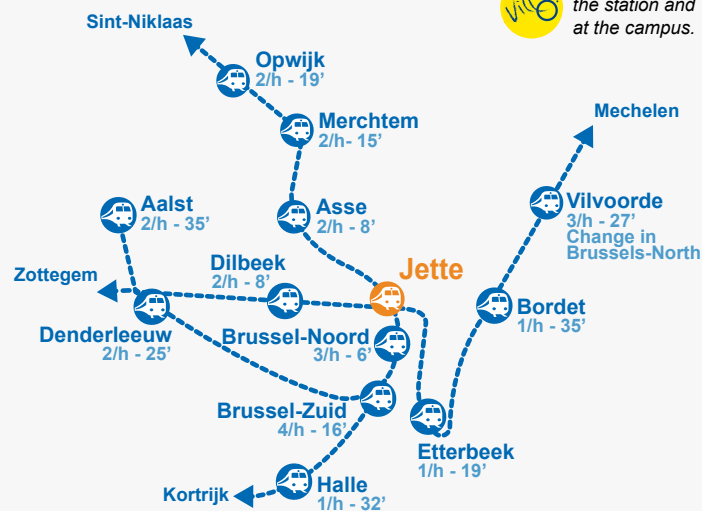 Villo
the station and
at the campus.
Sint-Niklaas
Opwijk
2/h - 19’
Merchtem
2/h- 15’
Mechelen
Aalst
2/h - 35’
Asse
2/h - 8’
Vilvoorde
3/h - 27’
Change in
Brussels-North
Zottegem
Dilbeek
2/h - 8’
Jette
Denderleeuw
2/h - 25’
Brussel-Noord
3/h - 6’
Bordet
1/h - 35’
Brussel-Zuid
4/h - 16’
Etterbeek
1/h - 19’
Kortrijk
Halle
1/h - 32’